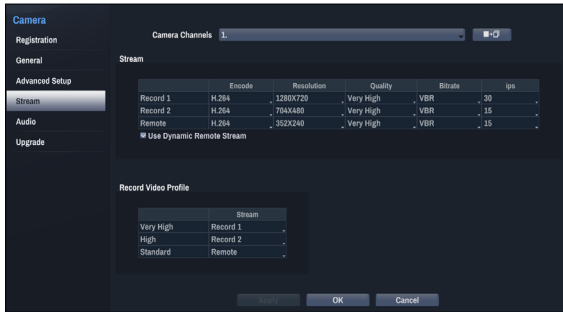 Camera
Registration
General
Advanced Setup
Stream
Audio
Upgrade
Camera Channels 1.
Stream
Encode Resolution Quality Bitrate ips
Record 1 H.264 1280X720 Very High VBR 30
Record 2 H.264 704X480 Very High VBR 15
Remote H.264 352X240 Very High VBR 15
Use Dynamic Remote Stream
Record Video Profile
Stream
Very High Record 1
High Record 2
Standard Remote
Apply OK Cancel